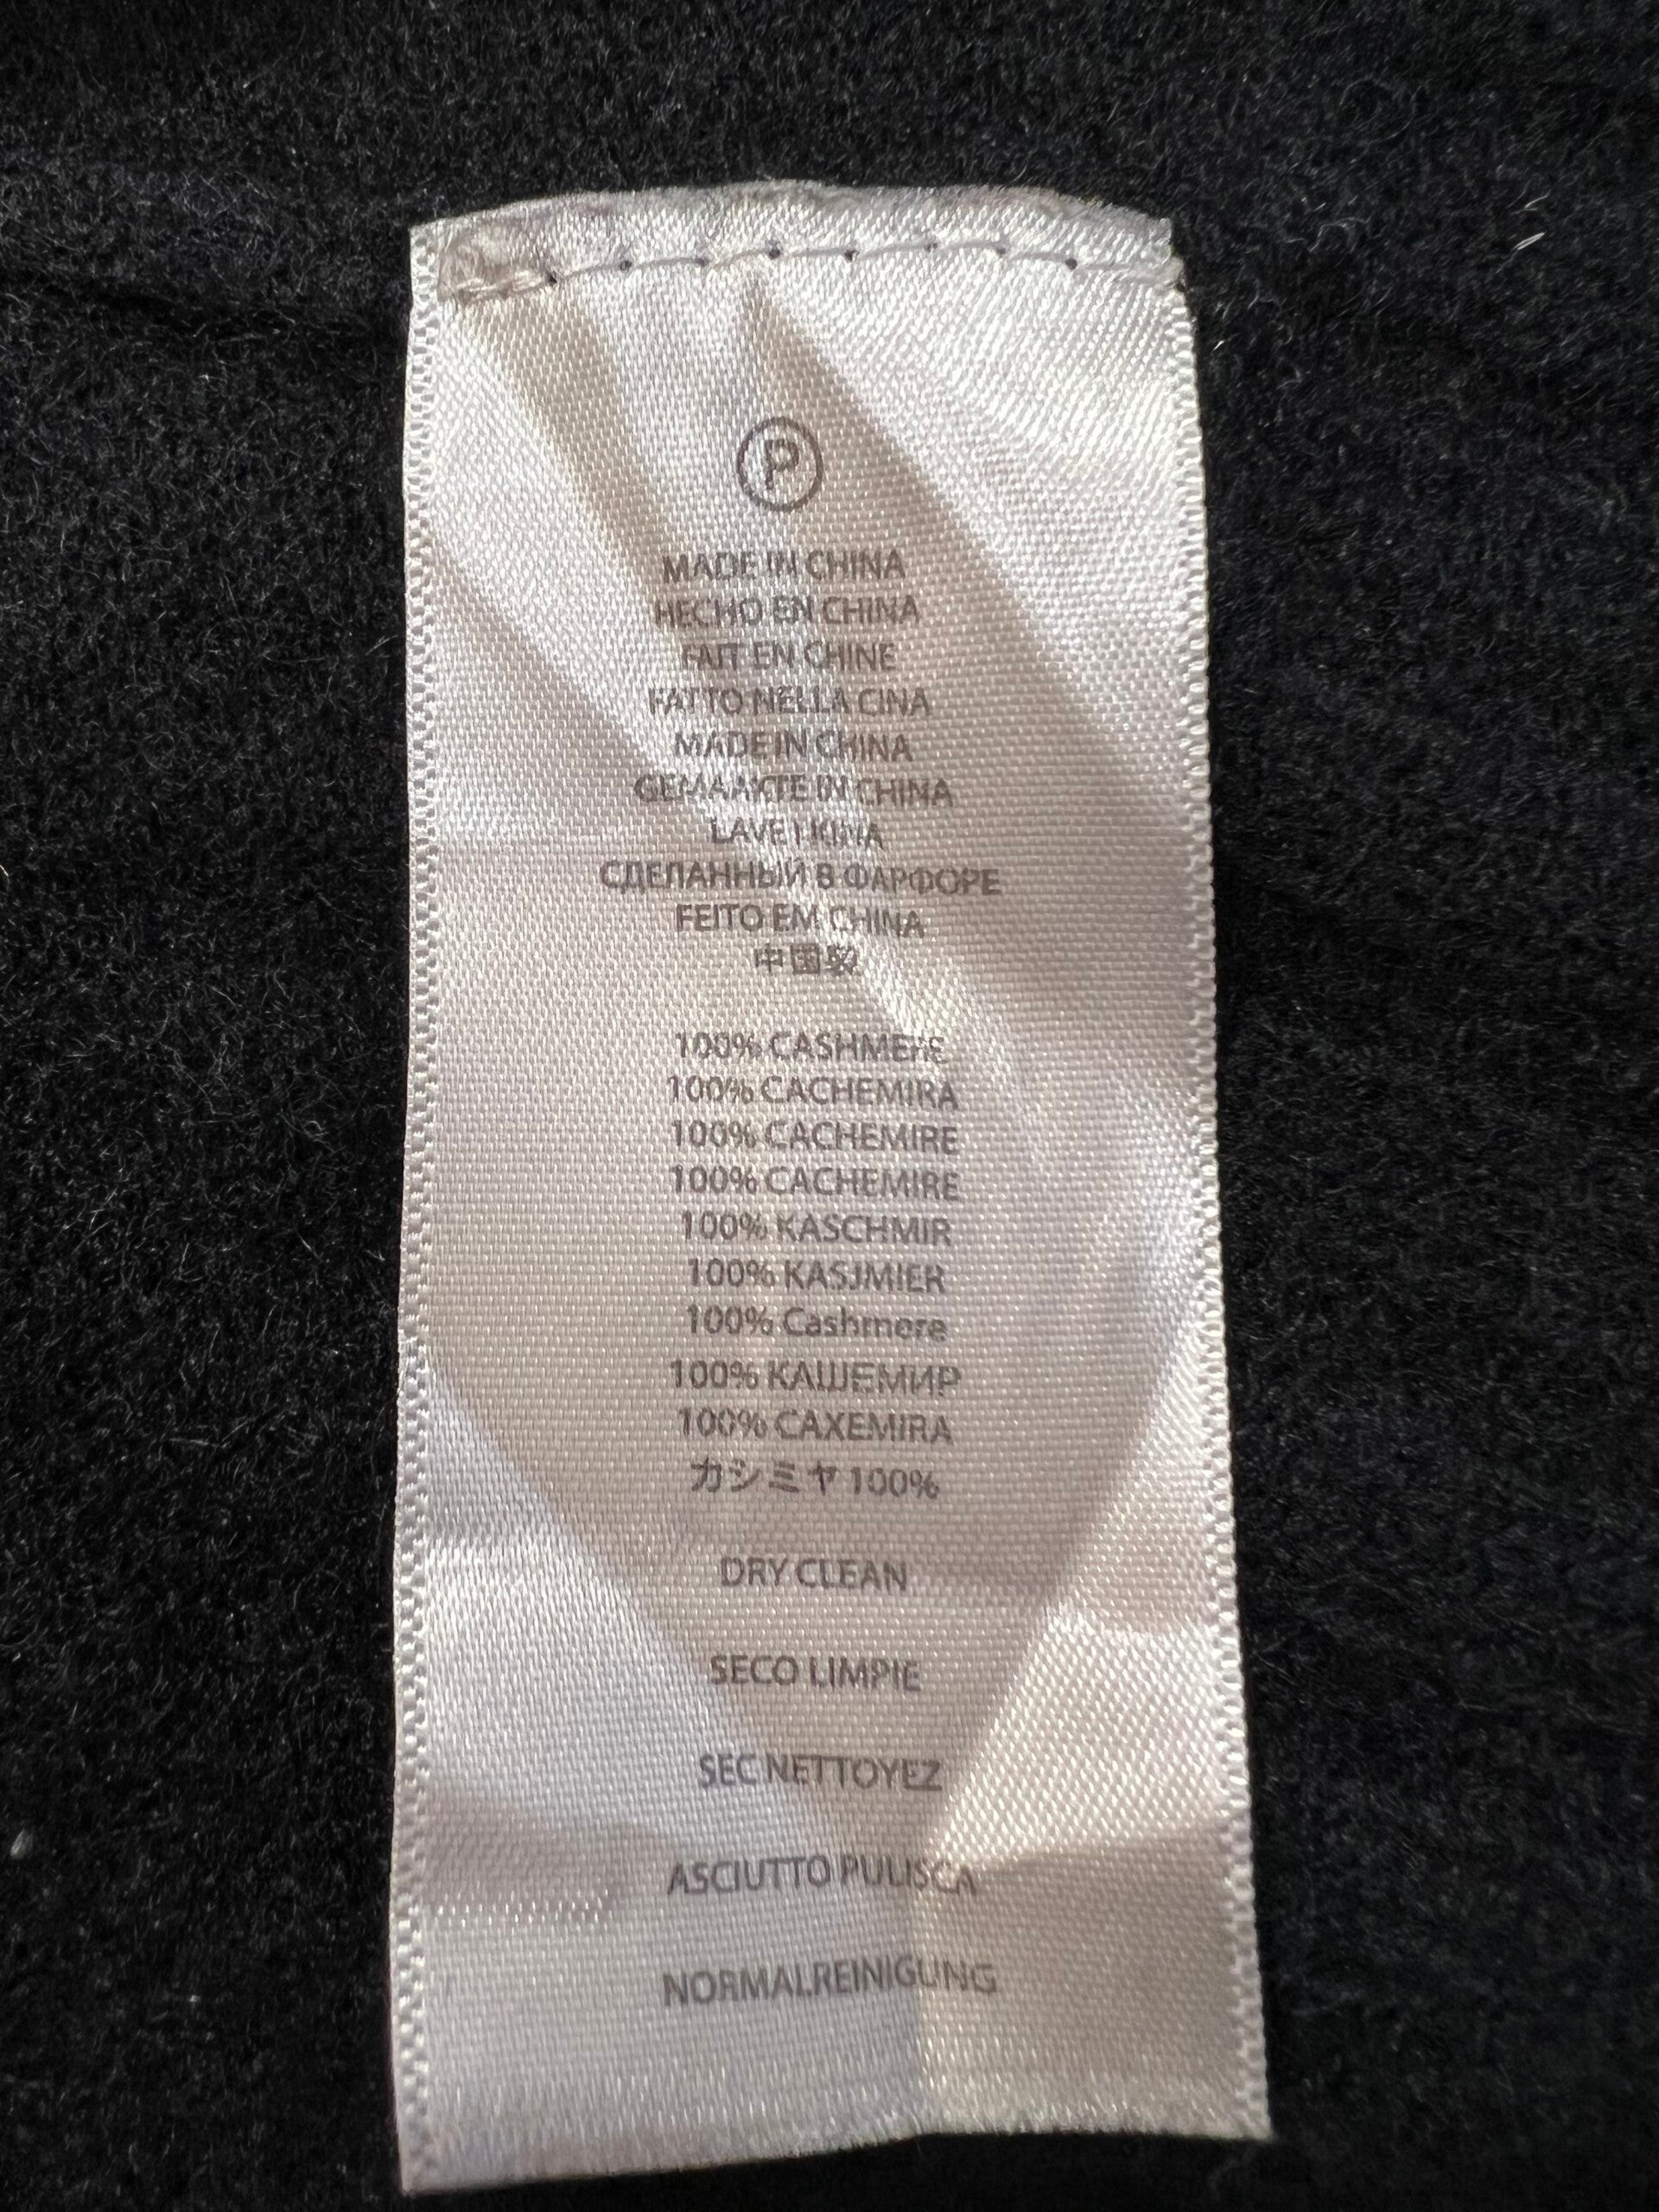 P
MADE IN CHINA
HECHO EN CHINA
FAIT EN CHINE
FATTO NELLA CINA
MADE IN CHINA
GEMAAKTE IN CHINA
LAVE I KINA
СДЕЛАННЫЙ В ФАРФОРЕ
FEITO EM CHINA
中国製
100% CASHMERE
100% CACHEMIRA
100% CACHEMIRE
100% CACHEMIRE
100% KASCHMIR
100% KASJMIER
100% Cashmere
100% КАШЕМИР
100% CAXEMIRA
カシミヤ 100%
DRY CLEAN
SECO LIMPIE
SEC NETTOYEZ
ASCIUTTO PULISCA
NORMALREINIGUNG